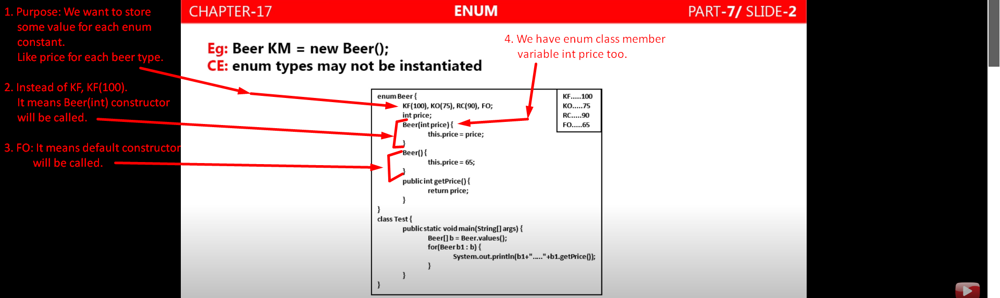 CHAPTER-17
ENUM
PART-7/ SLIDE-2
1. Purpose: We want to store
some value for each enum
constant.
Like price for each beer type.
2. Instead of KF, KF(100).
It means Beer(int) constructor
will be called.
3. FO: It means default constructor
will be called.
Eg: Beer KM = new Beer();
CE: enum types may not be instantiated
4. We have enum class member
variable int price too.
enum Beer {
KF(100), KO(75), RC(90), FO;
int price;
Beer(int price) {
this.price = price;
}
Beer() {
this.price = 65;
}
public int getPrice() {
return price;
}
}
class Test {
public static void main(String[] args) {
Beer[] b = Beer.values();
for(Beer b1 : b) {
System.out.println(b1+"....."+b1.getPrice());
}
}
}
KF.....100
KO.....75
RC.....90
FO.....65